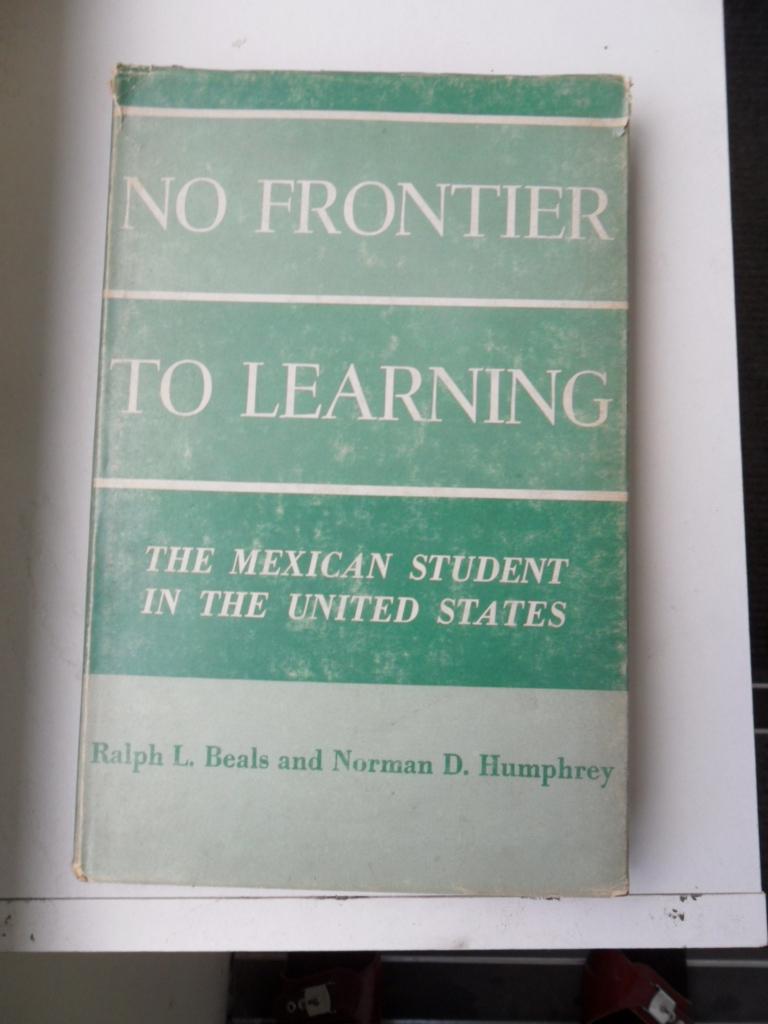 NO FRONTIER
TO LEARNING
THE MEXICAN STUDENT
IN THE UNITED STATES
Ralph L. Beals and Norman D. Humphrey